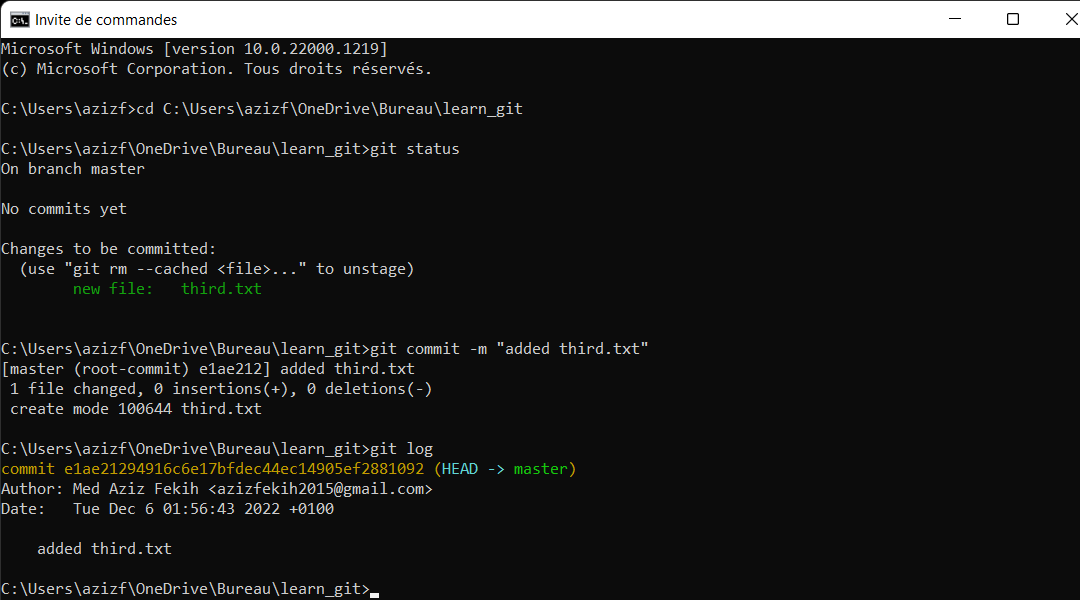 Invite de commandes
Microsoft Windows [version 10.0.22000.1219]
(c) Microsoft Corporation. Tous droits réservés.
C:\Users\azizf>cd C:\Users\azizf\OneDrive\Bureau\learn_git
C:\Users\azizf\OneDrive\Bureau\learn_git>git status
On branch master
No commits yet
Changes to be committed:
  (use "git rm --cached <file>..." to unstage)
        new file:   third.txt
C:\Users\azizf\OneDrive\Bureau\learn_git>git commit -m "added third.txt"
[master (root-commit) e1ae212] added third.txt
 1 file changed, 0 insertions(+), 0 deletions(-)
 create mode 100644 third.txt
C:\Users\azizf\OneDrive\Bureau\learn_git>git log
commit e1ae21294916c6e17bfdec44ec14905ef2881092 (HEAD -> master)
Author: Med Aziz Fekih <azizfekih2015@gmail.com>
Date:   Tue Dec 6 01:56:43 2022 +0100
    added third.txt
C:\Users\azizf\OneDrive\Bureau\learn_git>